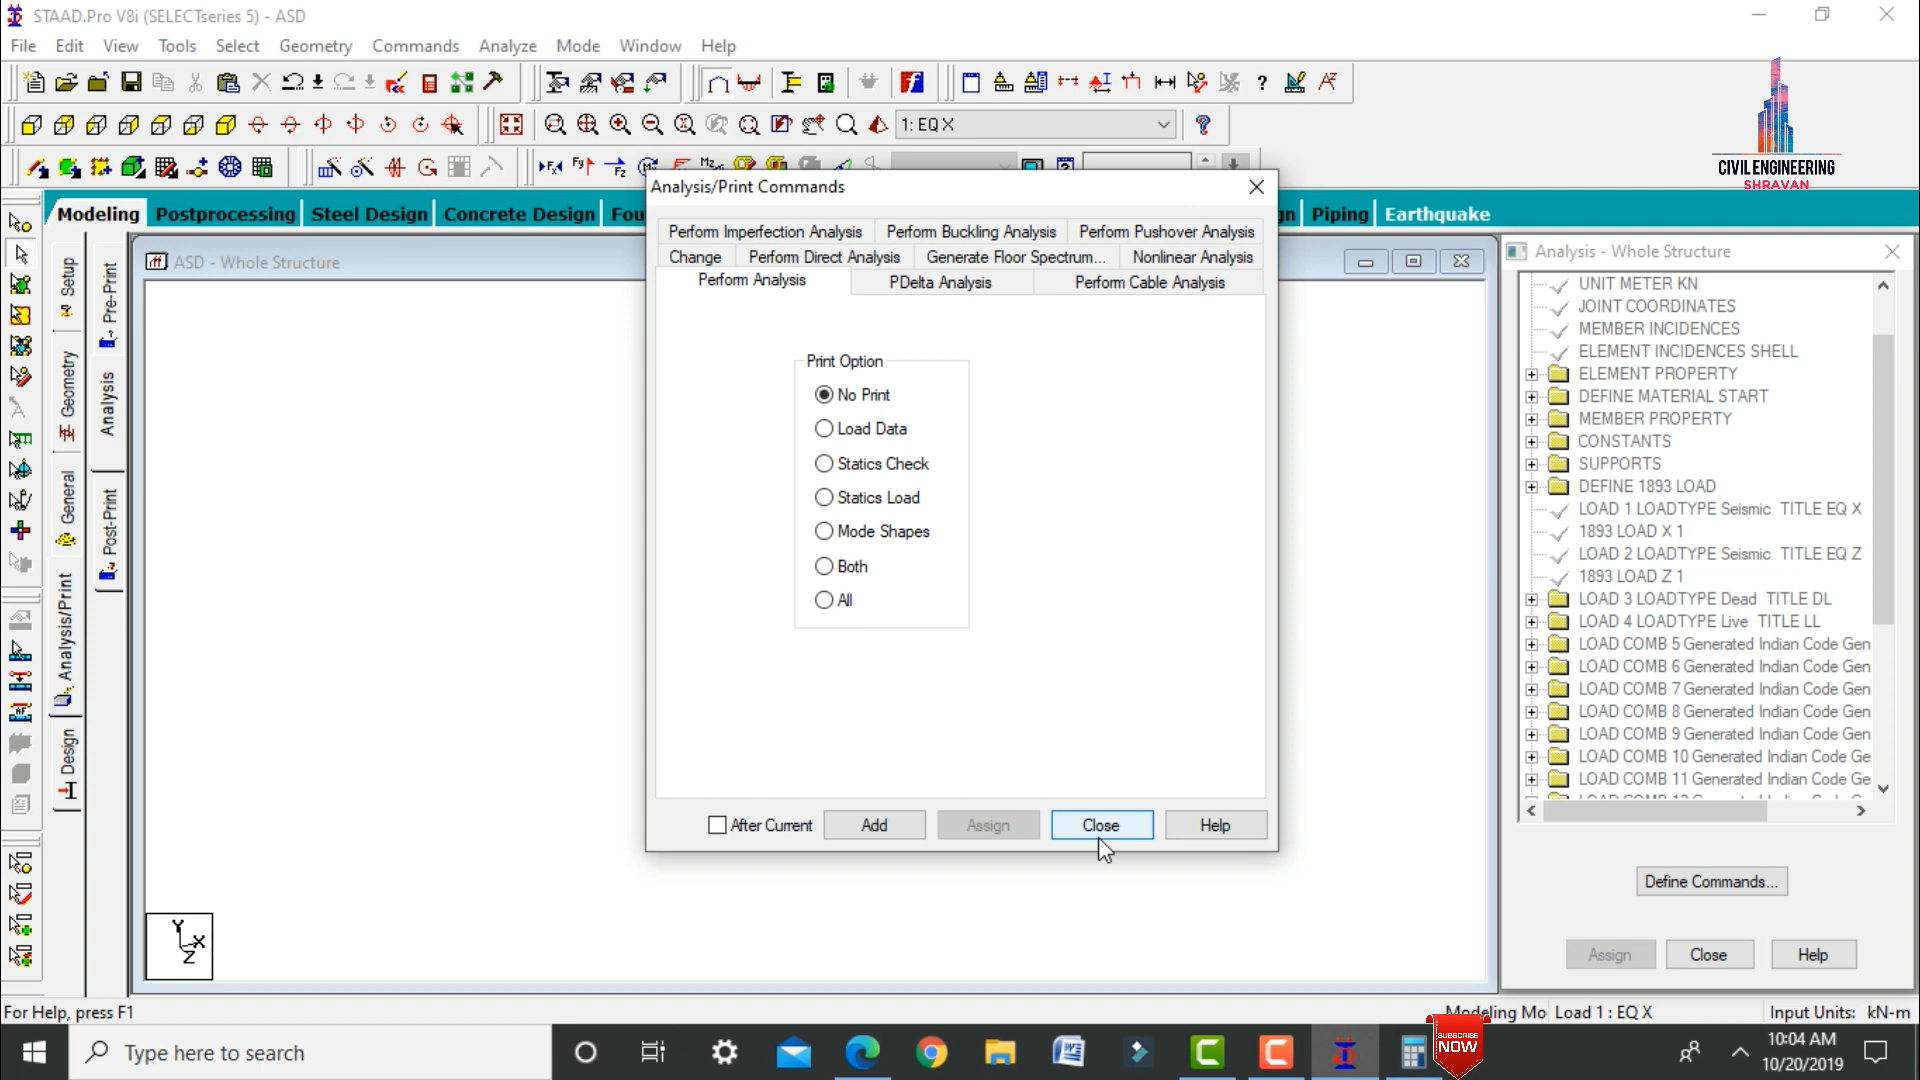 STAAD.Pro V8i (SELECTseries 5) - ASD
File Edit View Tools Select Geometry Commands Analyze Mode Window Help
1: EQ X
CIVIL ENGINEERING
SHRAVAN
Modeling Postprocessing Steel Design Concrete Design Fou
n Piping Earthquake
Setup
Geometry
General
Analysis/Print
Design
Pre-Print
Analysis
Post-Print
ASD - Whole Structure
Analysis/Print Commands
Perform Imperfection Analysis Perform Buckling Analysis Perform Pushover Analysis
Change Perform Direct Analysis Generate Floor Spectrum... Nonlinear Analysis
Perform Analysis PDelta Analysis Perform Cable Analysis
Print Option
No Print
Load Data
Statics Check
Statics Load
Mode Shapes
Both
All
After Current Add Assign Close Help
Analysis - Whole Structure
UNIT METER KN
JOINT COORDINATES
MEMBER INCIDENCES
ELEMENT INCIDENCES SHELL
ELEMENT PROPERTY
DEFINE MATERIAL START
MEMBER PROPERTY
CONSTANTS
SUPPORTS
DEFINE 1893 LOAD
LOAD 1 LOADTYPE Seismic TITLE EQ X
1893 LOAD X 1
LOAD 2 LOADTYPE Seismic TITLE EQ Z
1893 LOAD Z 1
LOAD 3 LOADTYPE Dead TITLE DL
LOAD 4 LOADTYPE Live TITLE LL
LOAD COMB 5 Generated Indian Code Gen
LOAD COMB 6 Generated Indian Code Gen
LOAD COMB 7 Generated Indian Code Gen
LOAD COMB 8 Generated Indian Code Gen
LOAD COMB 9 Generated Indian Code Gen
LOAD COMB 10 Generated Indian Code Ge
LOAD COMB 11 Generated Indian Code Ge
Define Commands...
Assign Close Help
Y
X
Z
For Help, press F1
Modeling Mo Load 1 : EQ X Input Units: kN-m
SUBSCRIBE
NOW
Type here to search
10:04 AM
10/20/2019